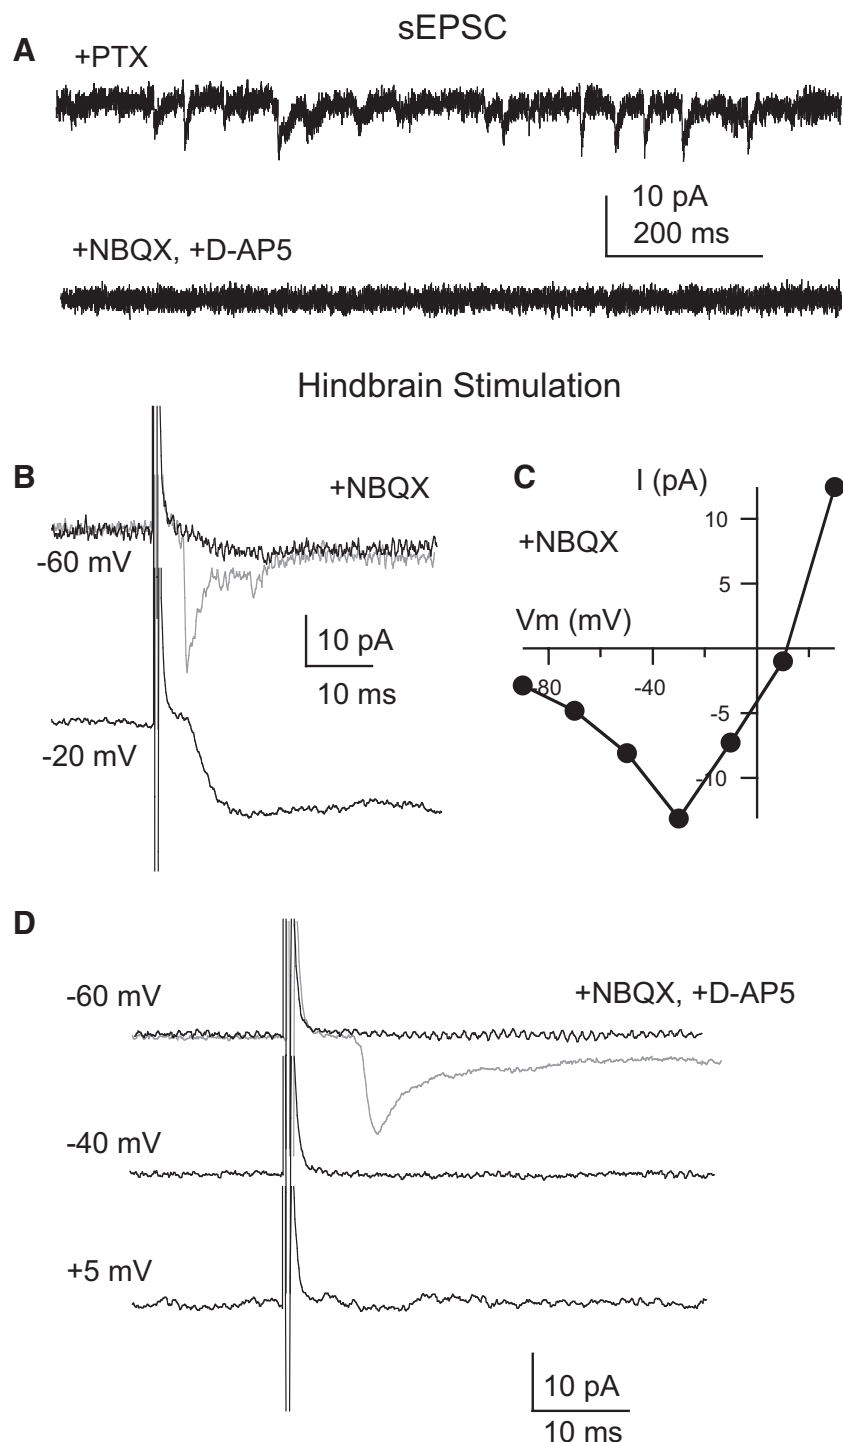 sEPSC
A
+PTX
10 pA
200 ms
+NBQX, +D-AP5
Hindbrain Stimulation
B
+NBQX
-60 mV
10 pA
10 ms
-20 mV
C
I (pA)
10
+NBQX
5
Vm (mV)
-80
-40
-5
-10
D
-60 mV
+NBQX, +D-AP5
-40 mV
+5 mV
10 pA
10 ms